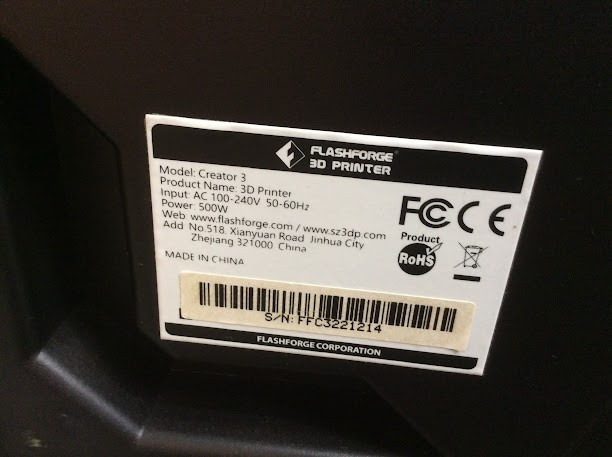 FLASHFORGE®
3D PRINTER
Model: Creator 3
Product Name: 3D Printer
Input: AC 100-240V 50-60Hz
Power: 500W
Web: www.flashforge.com / www.sz3dp.com
Add No.518, Xianyuan Road Jinhua City
Zhejiang 321000 China
MADE IN CHINA
FC CE
Product
RoHS
S/N:FFC3221214
FLASHFORGE CORPORATION